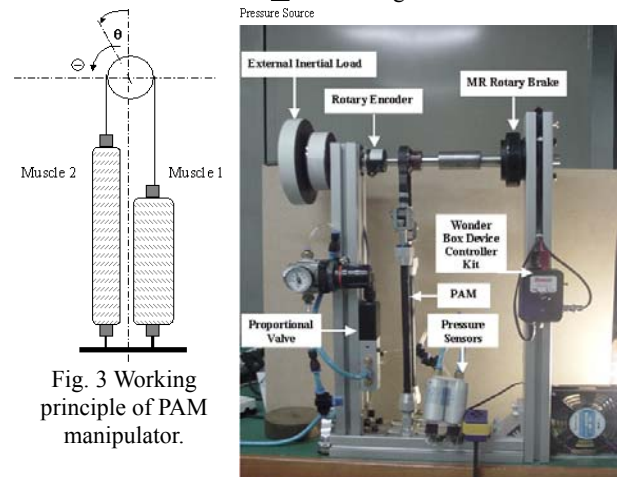 Pressure Source
θ
Muscle 2
Muscle 1
Fig. 3 Working
principle of PAM
manipulator.
External Inertial Load
Rotary Encoder
MR Rotary Brake
Wonder
Box Device
Controller
Kit
PAM
Proportional
Valve
Pressure
Sensors